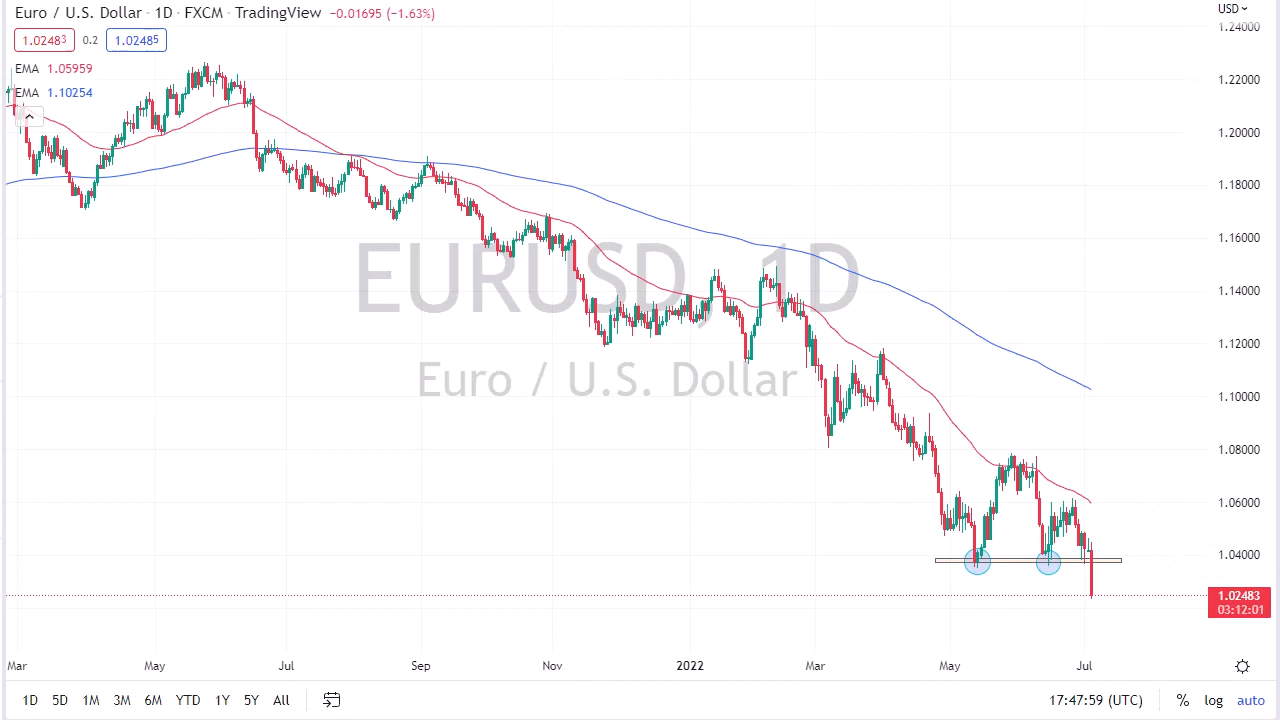 Euro / U.S. Dollar · 1D · FXCM · TradingView −0.01695 (−1.63%)
USD
1.02483 0.2 1.02485
EMA 1.05959
EMA 1.10254
1.24000
1.22000
1.20000
1.18000
1.16000
1.14000
1.12000
1.10000
1.08000
1.06000
1.04000
EURUSD, 1D
Euro / U.S. Dollar
1.02483
03:12:01
Mar May Jul Sep Nov 2022 Mar May Jul
1D 5D 1M 3M 6M YTD 1Y 5Y All 17:47:59 (UTC) % log auto